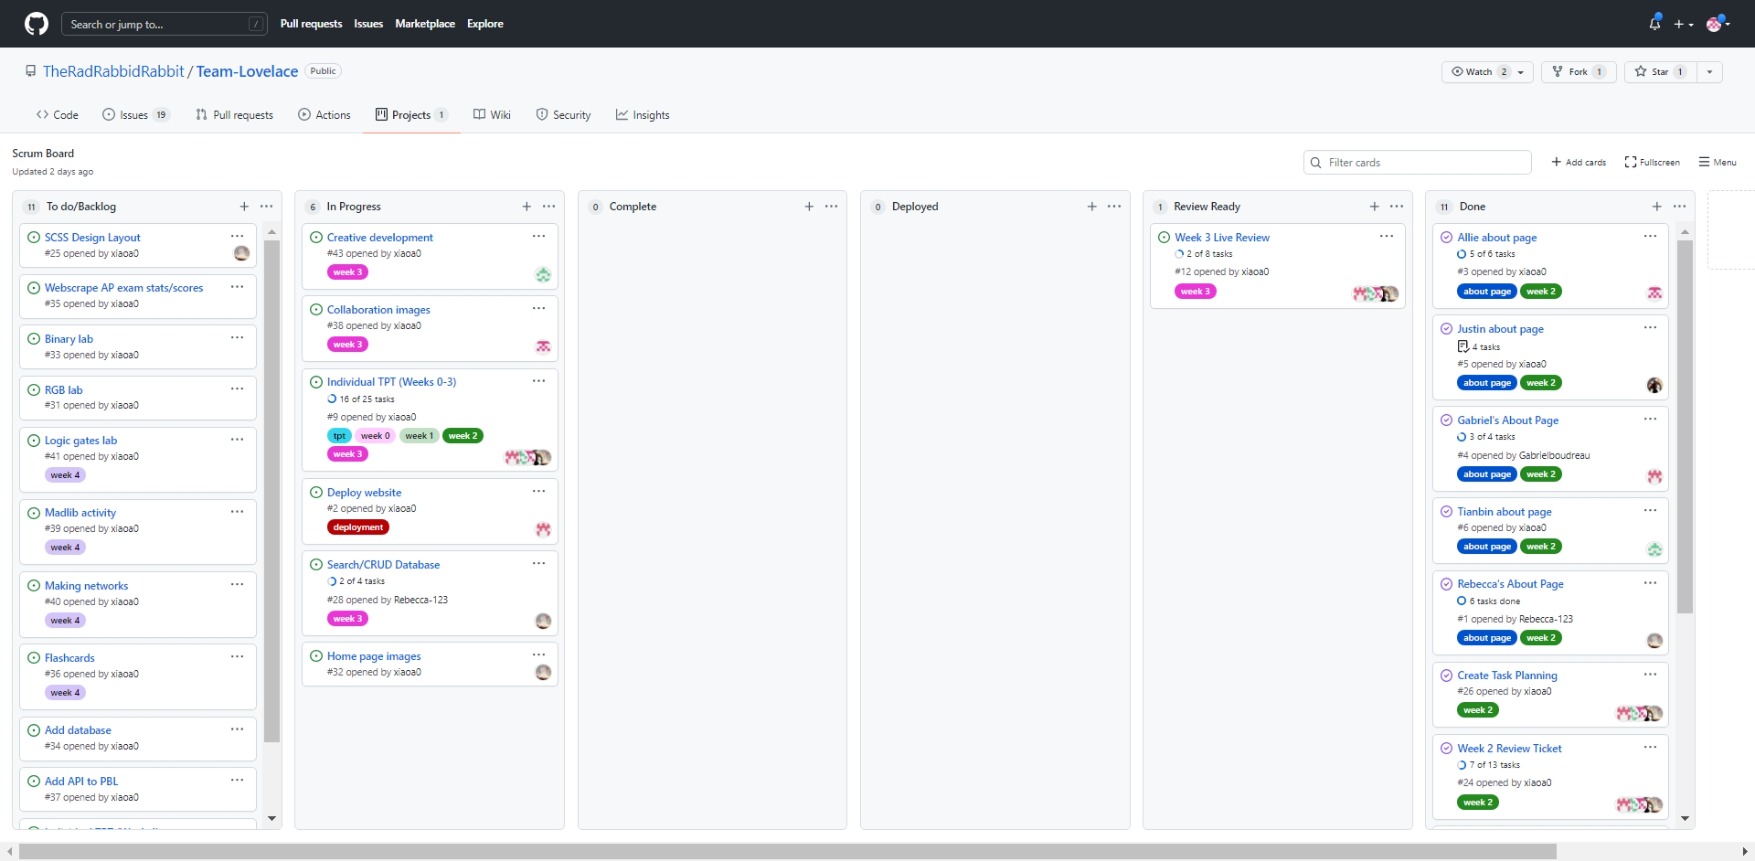 Search or jump to...
/
Pull requests
Issues
Marketplace
Explore
TheRadRabbidRabbit / Team-Lovelace
Public
Watch 2
Fork 1
Star 1
Code
Issues 19
Pull requests
Actions
Projects 1
Wiki
Security
Insights
Scrum Board
Updated 2 days ago
Filter cards
Add cards
Fullscreen
Menu
11 To do/Backlog
SCSS Design Layout
#25 opened by xiaoa0
Webscrape AP exam stats/scores
#35 opened by xiaoa0
Binary lab
#33 opened by xiaoa0
RGB lab
#31 opened by xiaoa0
Logic gates lab
#41 opened by xiaoa0
week 4
Madlib activity
#39 opened by xiaoa0
week 4
Making networks
#40 opened by xiaoa0
week 4
Flashcards
#36 opened by xiaoa0
week 4
Add database
#34 opened by xiaoa0
Add API to PBL
#37 opened by xiaoa0
6 In Progress
Creative development
#43 opened by xiaoa0
week 3
Collaboration images
#38 opened by xiaoa0
week 3
Individual TPT (Weeks 0-3)
16 of 25 tasks
#9 opened by xiaoa0
tpt week 0 week 1 week 2
week 3
Deploy website
#2 opened by xiaoa0
deployment
Search/CRUD Database
2 of 4 tasks
#28 opened by Rebecca-123
week 3
Home page images
#32 opened by xiaoa0
0 Complete
0 Deployed
1 Review Ready
Week 3 Live Review
2 of 8 tasks
#12 opened by xiaoa0
week 3
11 Done
Allie about page
5 of 6 tasks
#3 opened by xiaoa0
about page week 2
Justin about page
4 tasks
#5 opened by xiaoa0
about page week 2
Gabriel's About Page
3 of 4 tasks
#4 opened by Gabrielboudreau
about page week 2
Tianbin about page
#6 opened by xiaoa0
about page week 2
Rebecca's About Page
6 tasks done
#1 opened by Rebecca-123
about page week 2
Create Task Planning
#26 opened by xiaoa0
week 2
Week 2 Review Ticket
7 of 13 tasks
#24 opened by xiaoa0
week 2